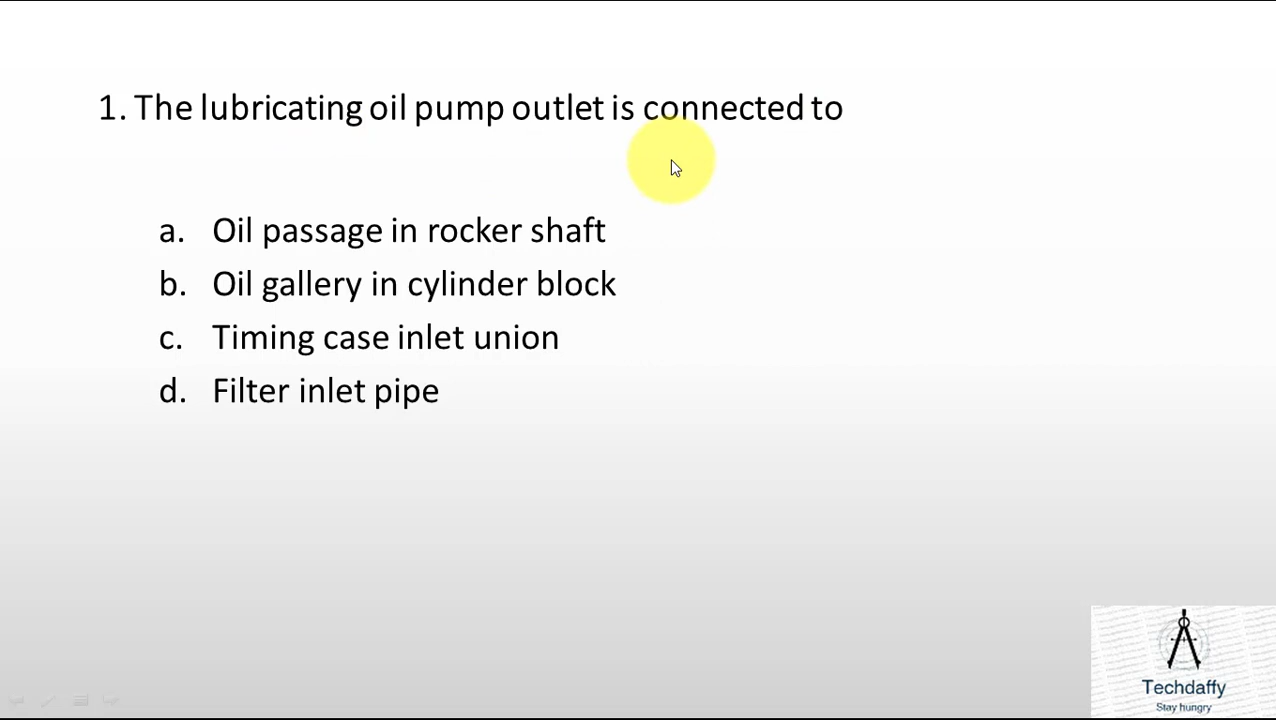 1. The lubricating oil pump outlet is connected to
a. Oil passage in rocker shaft
b. Oil gallery in cylinder block
c. Timing case inlet union
d. Filter inlet pipe
Techdaffy
Stay hungry